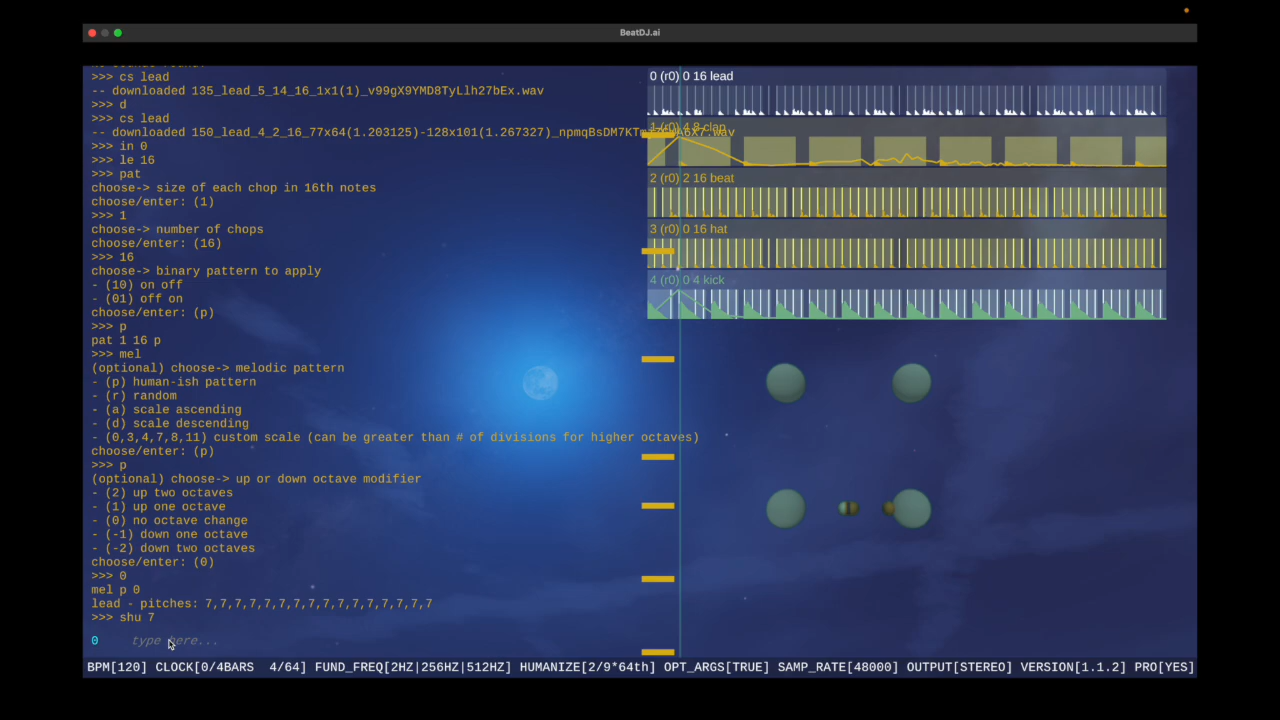 BeatDJ.ai
>>> cs lead
-- downloaded 135_lead_5_14_16_1x1(1)_v99gX9YMD8TyLlh27bEx.wav
>>> d
>>> cs lead
-- downloaded 150_lead_4_2_16_77x64(1.203125)-128x101(1.267327)_npmqBsDM7KTm
>>> in 0
>>> le 16
>>> pat
choose-> size of each chop in 16th notes
choose/enter: (1)
>>> 1
choose-> number of chops
choose/enter: (16)
>>> 16
choose-> binary pattern to apply
- (10) on off
- (01) off on
choose/enter: (p)
>>> p
pat 1 16 p
>>> mel
(optional) choose-> melodic pattern
- (p) human-ish pattern
- (r) random
- (a) scale ascending
- (d) scale descending
- (0,3,4,7,8,11) custom scale (can be greater than # of divisions for higher octaves)
choose/enter: (p)
>>> p
(optional) choose-> up or down octave modifier
- (2) up two octaves
- (1) up one octave
- (0) no octave change
- (-1) down one octave
- (-2) down two octaves
choose/enter: (0)
>>> 0
mel p 0
lead - pitches: 7,7,7,7,7,7,7,7,7,7,7,7,7,7,7,7
>>> shu 7
0 type here...
0 (r0) 0 16 lead
1 (r0) 4 8 clap
2 (r0) 2 16 beat
3 (r0) 0 16 hat
4 (r0) 0 4 kick
BPM[120] CLOCK[0/4BARS 4/64] FUND_FREQ[2HZ|256HZ|512HZ] HUMANIZE[2/9*64th] OPT_ARGS[TRUE] SAMP_RATE[48000] OUTPUT[STEREO] VERSION[1.1.2] PRO[YES]